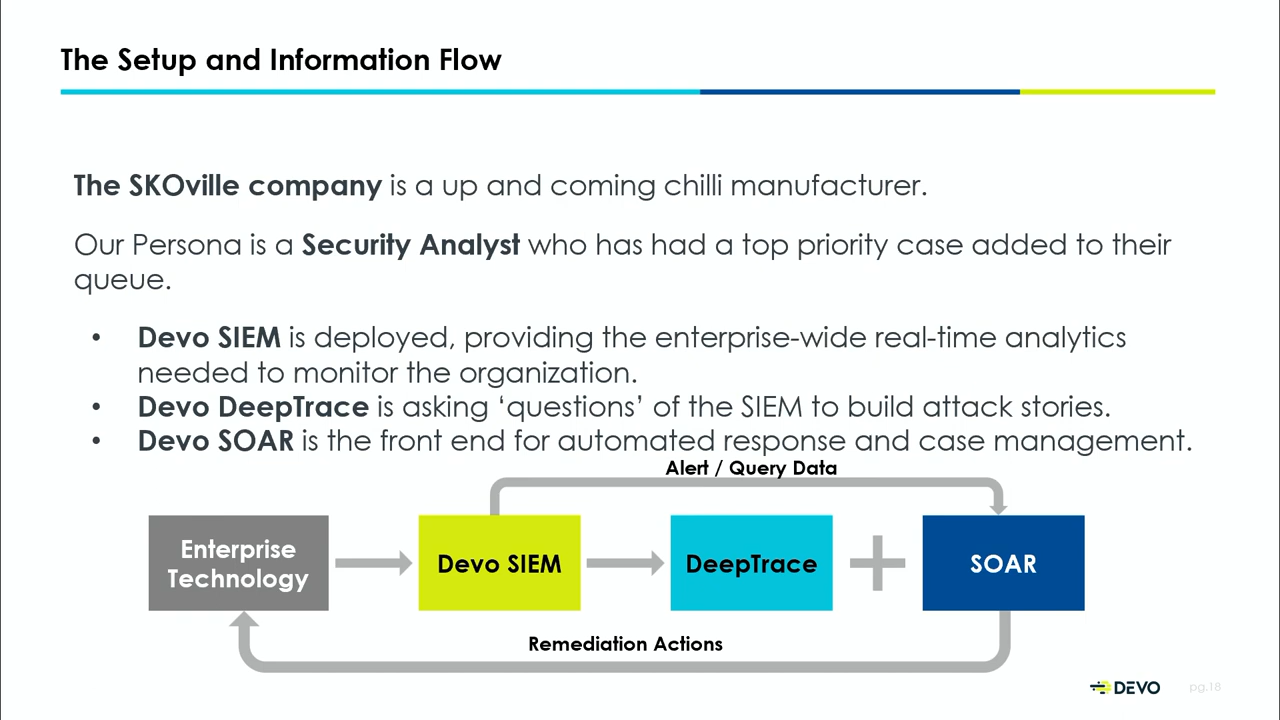 The Setup and Information Flow
The SKOville company is a up and coming chilli manufacturer.
Our Persona is a Security Analyst who has had a top priority case added to their
queue.
• Devo SIEM is deployed, providing the enterprise-wide real-time analytics
needed to monitor the organization.
• Devo DeepTrace is asking ‘questions’ of the SIEM to build attack stories.
• Devo SOAR is the front end for automated response and case management.
Alert / Query Data
Enterprise
Technology
Devo SIEM
DeepTrace
SOAR
Remediation Actions
DEVO
pg.18